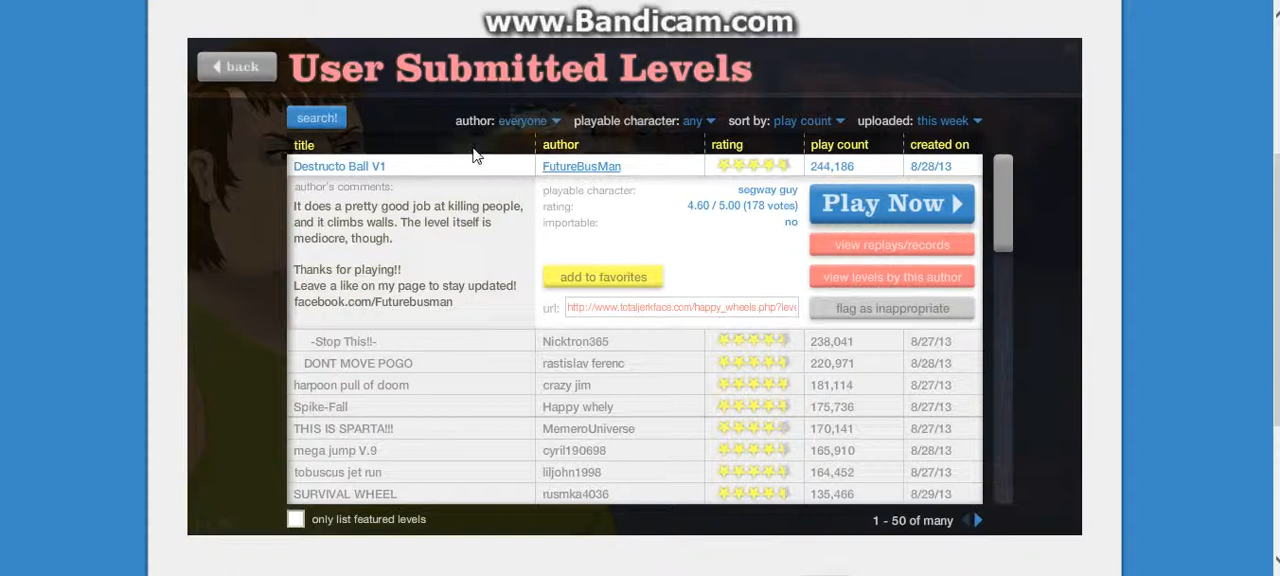 www.Bandicam.com
back
User Submitted Levels
search!
author: everyone playable character: any sort by: play count uploaded: this week
title author rating play count created on
Destructo Ball V1 FutureBusMan 244,186 8/28/13
author's comments:
It does a pretty good job at killing people,
and it climbs walls. The level itself is
mediocre, though.
Thanks for playing!!
Leave a like on my page to stay updated!
facebook.com/Futurebusman
playable character: segway guy
rating: 4.60 / 5.00 (178 votes)
importable: no
add to favorites
url: http://www.totaljerkface.com/happy_wheels.php?leve
Play Now
view replays/records
view levels by this author
flag as inappropriate
-Stop This!!- Nicktron365 238,041 8/27/13
DONT MOVE POGO rastislav ferenc 220,971 8/28/13
harpoon pull of doom crazy jim 181,114 8/27/13
Spike-Fall Happy whely 175,736 8/27/13
THIS IS SPARTA!!! MemeroUniverse 170,141 8/27/13
mega jump V.9 cyril190698 165,910 8/28/13
tobuscus jet run liljohn1998 164,452 8/27/13
SURVIVAL WHEEL rusmka4036 135,466 8/29/13
only list featured levels
1 - 50 of many